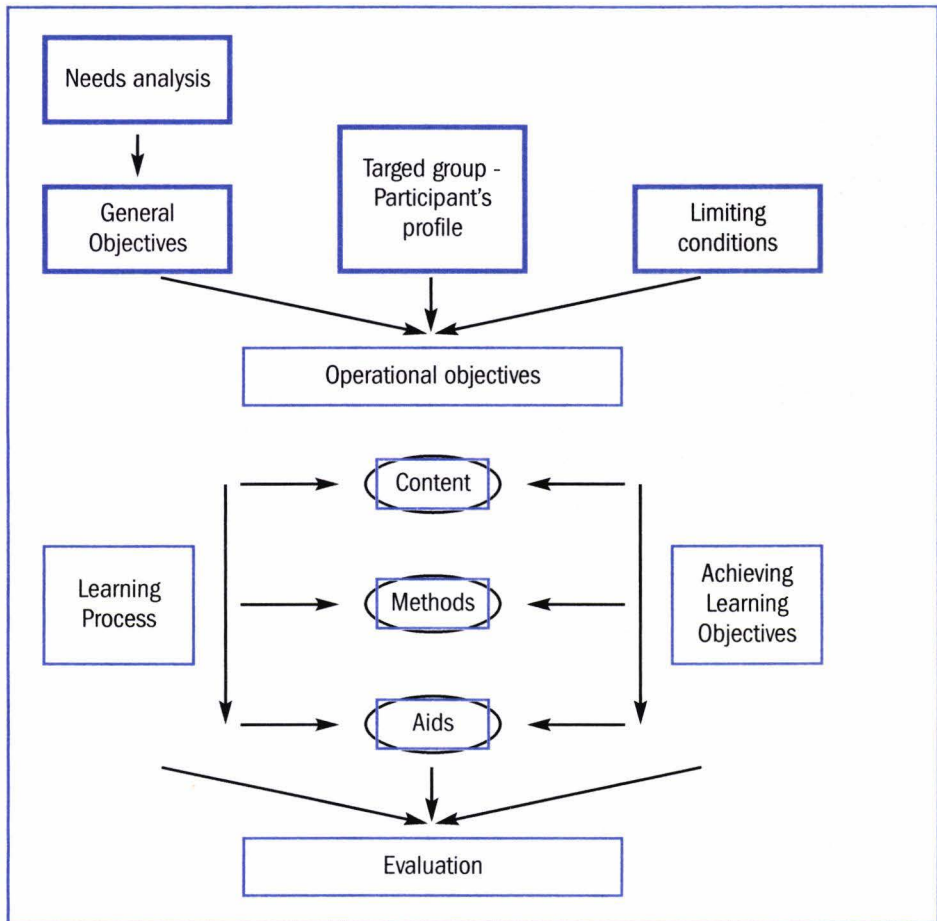 Needs analysis
General
Objectives
Targed group -
Participant's
profile
Limiting
conditions
Operational objectives
Content
Learning
Process
Methods
Achieving
Learning
Objectives
Aids
Evaluation